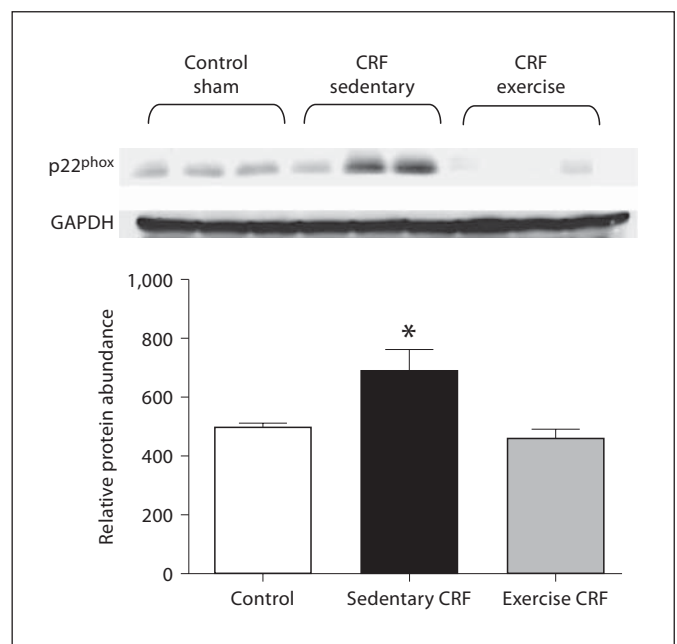 Control CRF CRF
sham sedentary exercise
p22phox
GAPDH
1,000
800
600
400
200
0
Relative protein abundance
*
Control Sedentary CRF Exercise CRF